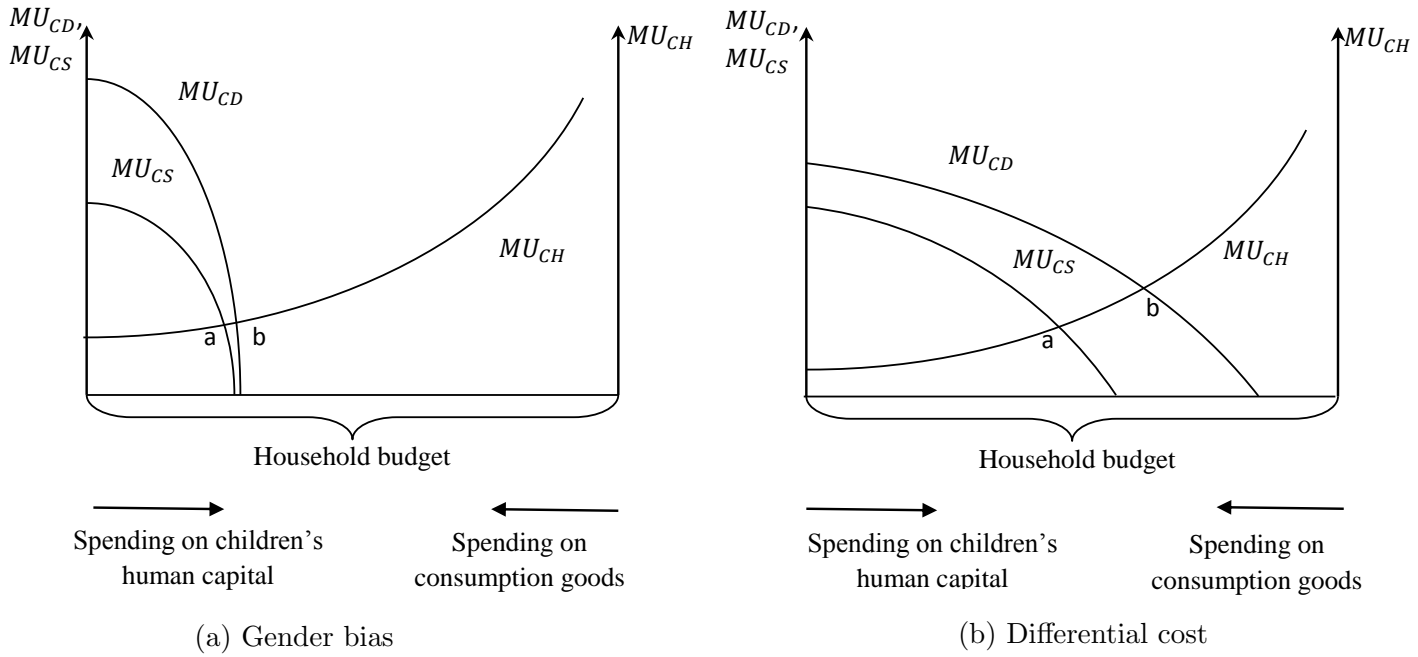 MU_CD,
MU_CS
MU_CH
MU_CD
MU_CS
MU_CH
a
b
Household budget
Spending on children’s
human capital
Spending on
consumption goods
(a) Gender bias
MU_CD,
MU_CS
MU_CH
MU_CD
MU_CS
MU_CH
a
b
Household budget
Spending on children’s
human capital
Spending on
consumption goods
(b) Differential cost